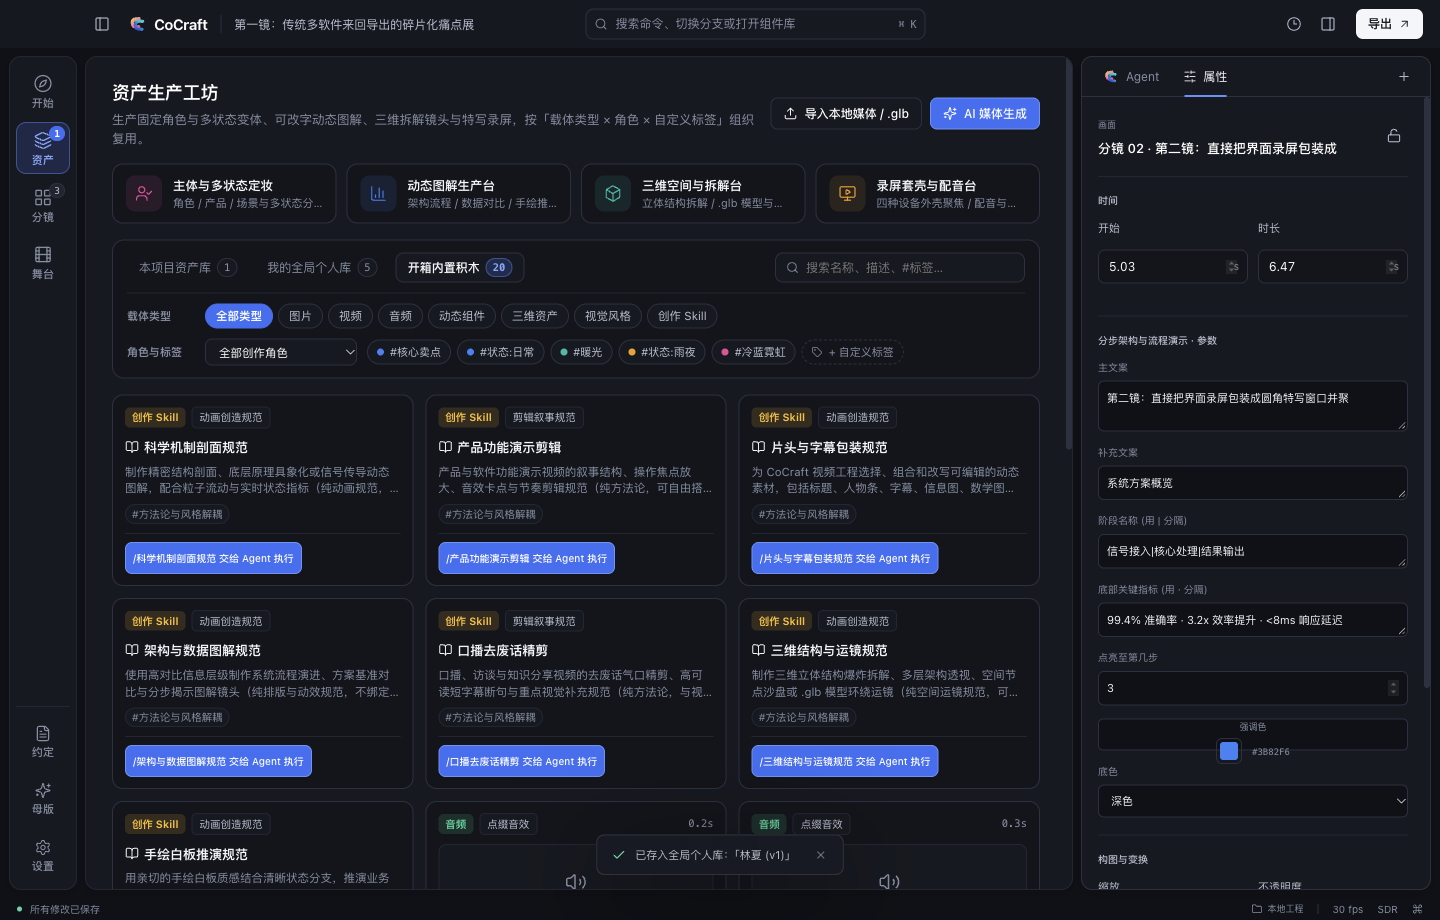 CoCraft
第一镜：传统多软件来回导出的碎片化痛点展
搜索命令、切换分支或打开组件库
⌘ K
导出
开始
资产
1
分镜
3
舞台
约定
母版
设置
资产生产工坊
生产固定角色与多状态变体、可改字动态图解、三维拆解镜头与特写录屏，按「载体类型 × 角色 × 自定义标签」组织
复用。
导入本地媒体 / .glb
AI 媒体生成
主体与多状态定妆
角色 / 产品 / 场景与多状态分...
动态图解生产台
架构流程 / 数据对比 / 手绘推...
三维空间与拆解台
立体结构拆解 / .glb 模型与...
录屏套壳与配音台
四种设备外壳聚焦 / 配音与...
本项目资产库 1
我的全局个人库 5
开箱内置积木 20
搜索名称、描述、#标签...
载体类型
全部类型
图片
视频
音频
动态组件
三维资产
视觉风格
创作 Skill
角色与标签
全部创作角色
#核心卖点
#状态:日常
#暖光
#状态:雨夜
#冷蓝霓虹
+ 自定义标签
创作 Skill 动画创造规范
科学机制剖面规范
制作精密结构剖面、底层原理具象化或信号传导动态
图解，配合粒子流动与实时状态指标（纯动画规范，...
#方法论与风格解耦
/科学机制剖面规范 交给 Agent 执行
创作 Skill 剪辑叙事规范
产品功能演示剪辑
产品与软件功能演示视频的叙事结构、操作焦点放
大、音效卡点与节奏剪辑规范（纯方法论，可自由搭...
#方法论与风格解耦
/产品功能演示剪辑 交给 Agent 执行
创作 Skill 动画创造规范
片头与字幕包装规范
为 CoCraft 视频工程选择、组合和改写可编辑的动态
素材，包括标题、人物条、字幕、信息图、数学图...
#方法论与风格解耦
/片头与字幕包装规范 交给 Agent 执行
创作 Skill 动画创造规范
架构与数据图解规范
使用高对比信息层级制作系统流程演进、方案基准对
比与分步揭示图解镜头（纯排版与动效规范，不绑定...
#方法论与风格解耦
/架构与数据图解规范 交给 Agent 执行
创作 Skill 剪辑叙事规范
口播去废话精剪
口播、访谈与知识分享视频的去废话气口精剪、高可
读短字幕断句与重点视觉补充规范（纯方法论，与视...
#方法论与风格解耦
/口播去废话精剪 交给 Agent 执行
创作 Skill 动画创造规范
三维结构与运镜规范
制作三维立体结构爆炸拆解、多层架构透视、空间节
点沙盘或 .glb 模型环绕运镜（纯空间运镜规范，可...
#方法论与风格解耦
/三维结构与运镜规范 交给 Agent 执行
创作 Skill 动画创造规范
手绘白板推演规范
用亲切的手绘白板质感结合清晰状态分支，推演业务
音频 点缀音效 0.2s
音频 点缀音效 0.3s
已存入全局个人库：「林夏 (v1)」
Agent
属性
画面
分镜 02 · 第二镜：直接把界面录屏包装成
时间
开始
时长
5.03 s
6.47 s
分步架构与流程演示 · 参数
主文案
第二镜：直接把界面录屏包装成圆角特写窗口并聚
补充文案
系统方案概览
阶段名称 (用 | 分隔)
信号接入|核心处理|结果输出
底部关键指标 (用 · 分隔)
99.4% 准确率 · 3.2x 效率提升 · <8ms 响应延迟
点亮至第几步
3
强调色
#3B82F6
底色
深色
构图与变换
缩放
不透明度
所有修改已保存
本地工程
30 fps
SDR
⌘